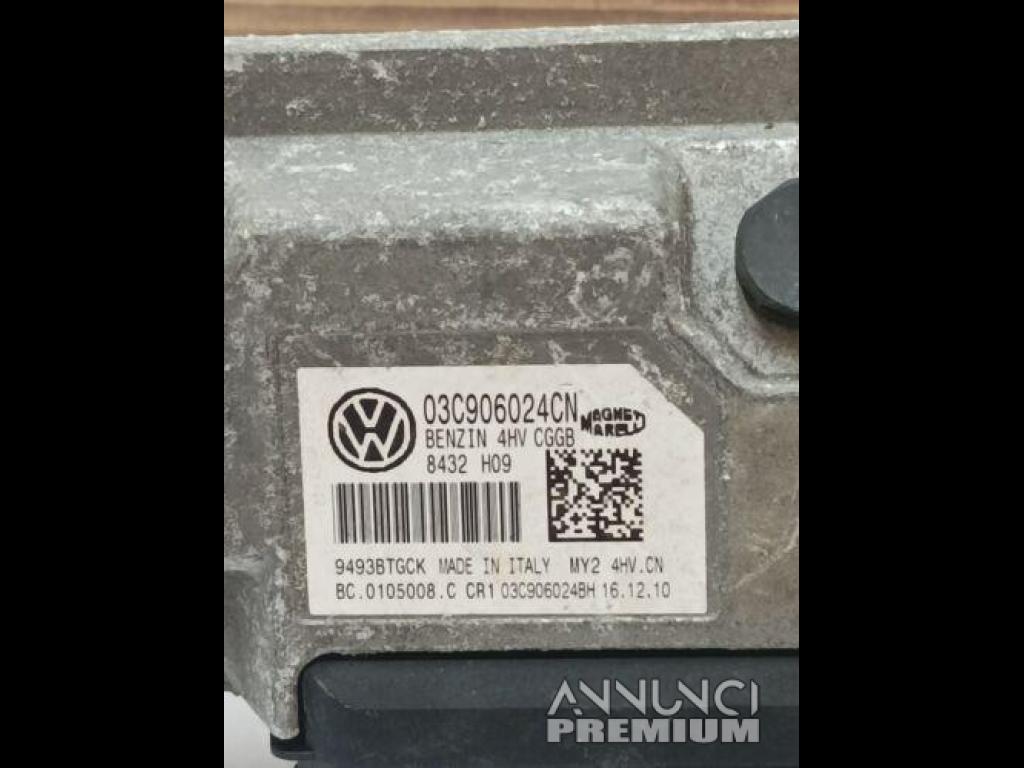 03C906024CN
MAGNETI
MARELLI
BENZIN 4HV CGGB
8432 H09
9493BTGCK MADE IN ITALY MY2 4HV.CN
BC.0105008.C CR1 03C906024BH 16.12.10
ANNUNCI
PREMIUM